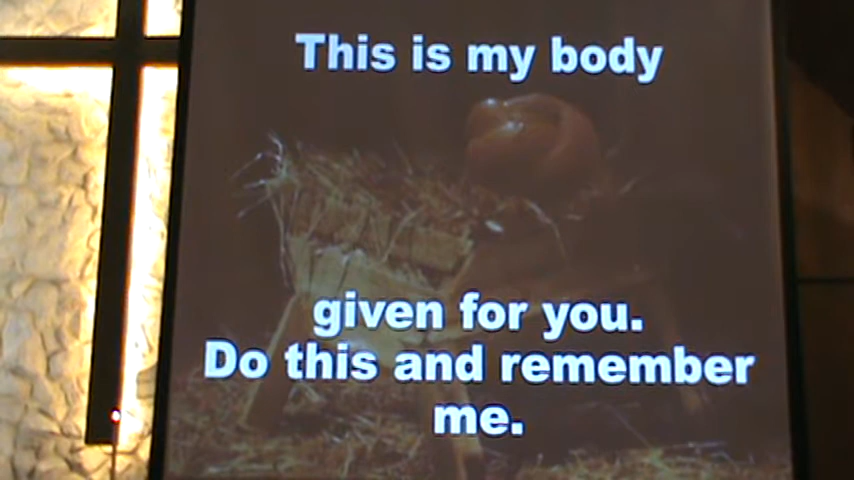 This is my body
given for you.
Do this and remember
me.